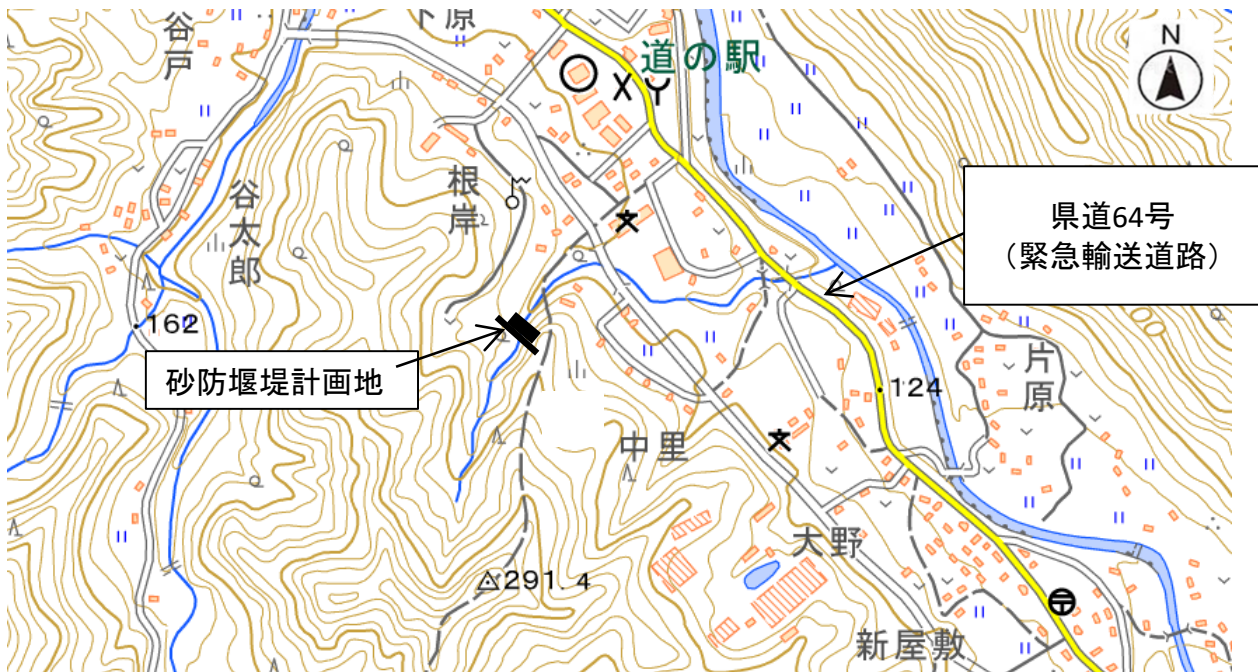 下原
谷戸
道の駅
N
県道64号
（緊急輸送道路）
谷太郎
根岸
162
砂防堰堤計画地
124
片原
中里
大野
291.4
新屋敷